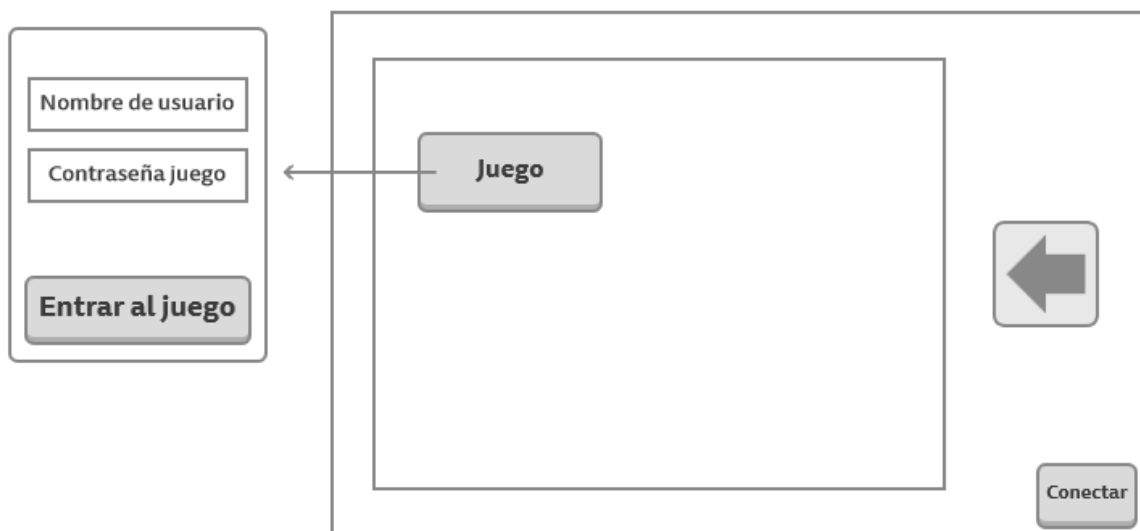 Nombre de usuario
Contraseña juego
Entrar al juego
Juego
Conectar